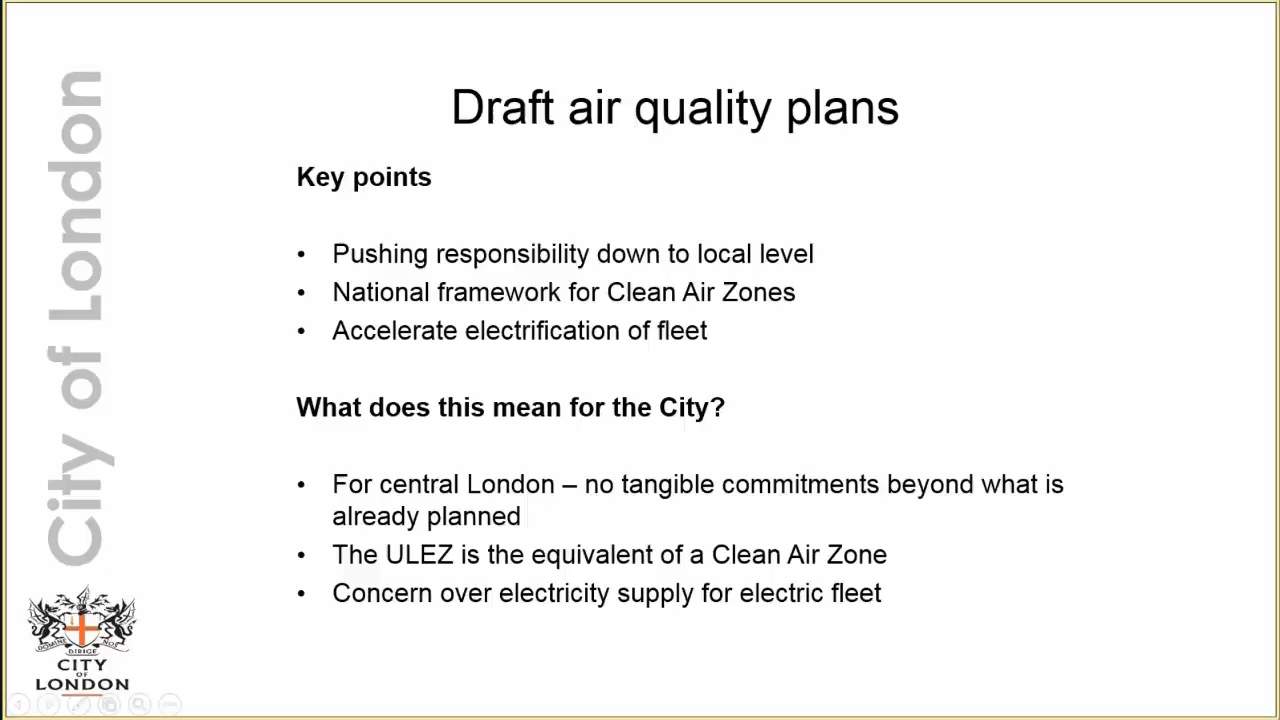 Draft air quality plans
Key points
• Pushing responsibility down to local level
• National framework for Clean Air Zones
• Accelerate electrification of fleet
What does this mean for the City?
• For central London – no tangible commitments beyond what is
already planned
• The ULEZ is the equivalent of a Clean Air Zone
• Concern over electricity supply for electric fleet
City of London
DOMINE DIRIGE NOS
CITY
OF
LONDON